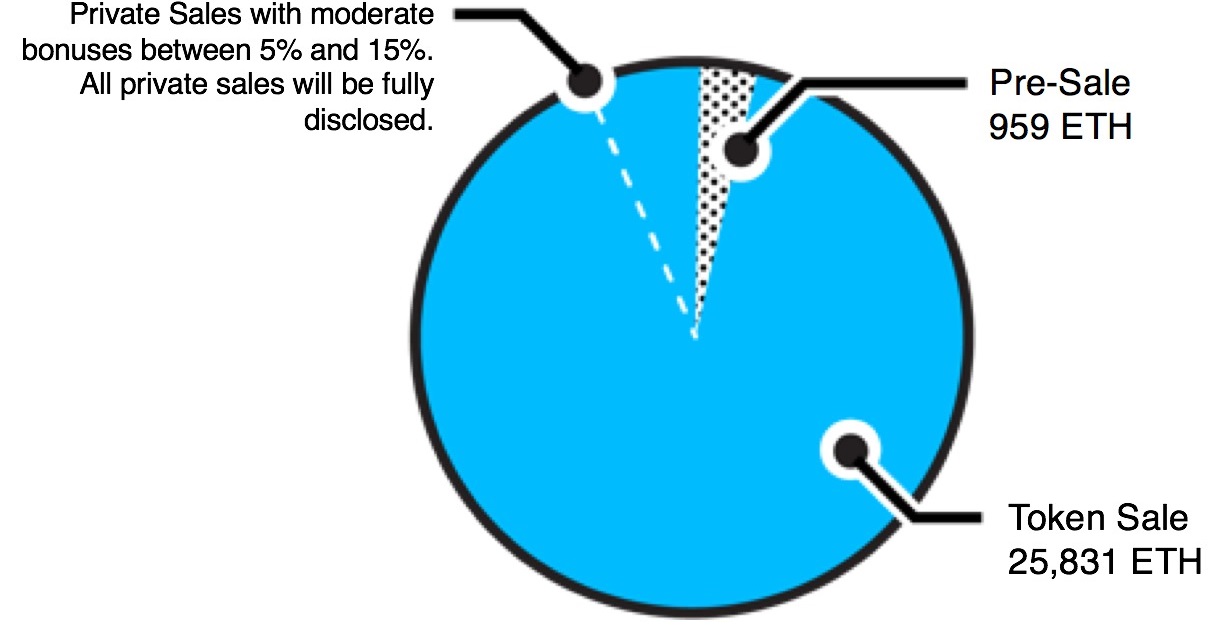 Private Sales with moderate
bonuses between 5% and 15%.
All private sales will be fully
disclosed.
Pre-Sale
959 ETH
Token Sale
25,831 ETH